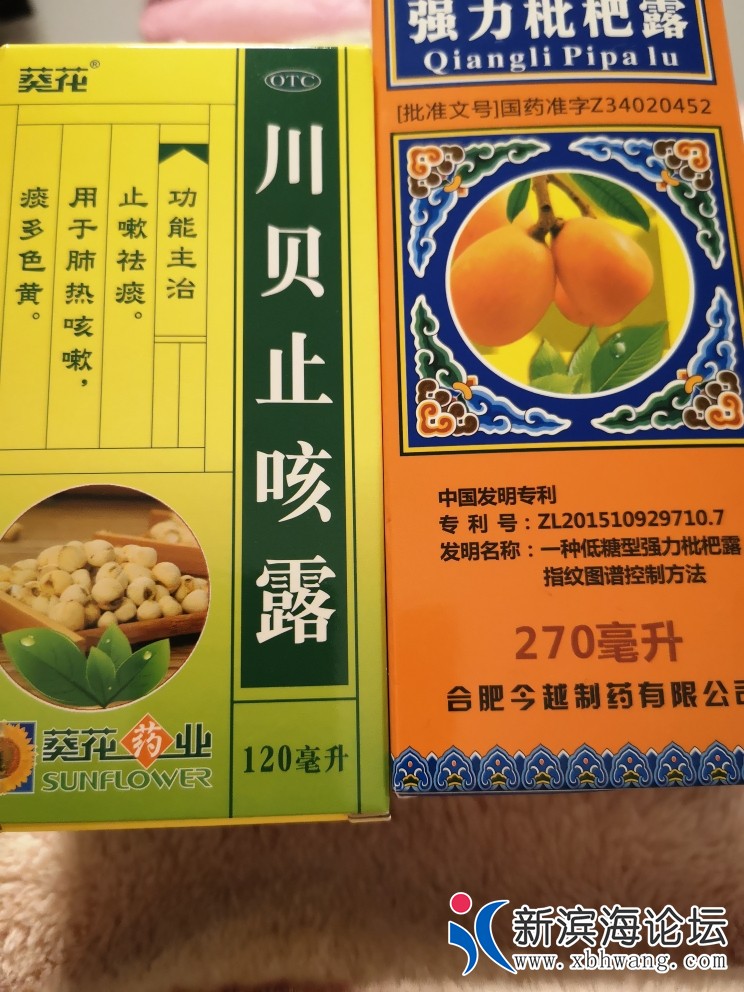 葵花®
OTC
川贝止咳露
功能主治
止嗽祛痰。
用于肺热咳嗽，
痰多色黄。
葵花药业
SUNFLOWER
120毫升
强力枇杷露
Qiangli Pipa lu
[批准文号]国药准字Z34020452
中国发明专利
专利号：ZL201510929710.7
发明名称：一种低糖型强力枇杷露
指纹图谱控制方法
270毫升
合肥今越制药有限公司
新滨海论坛
www.xbhwang.com